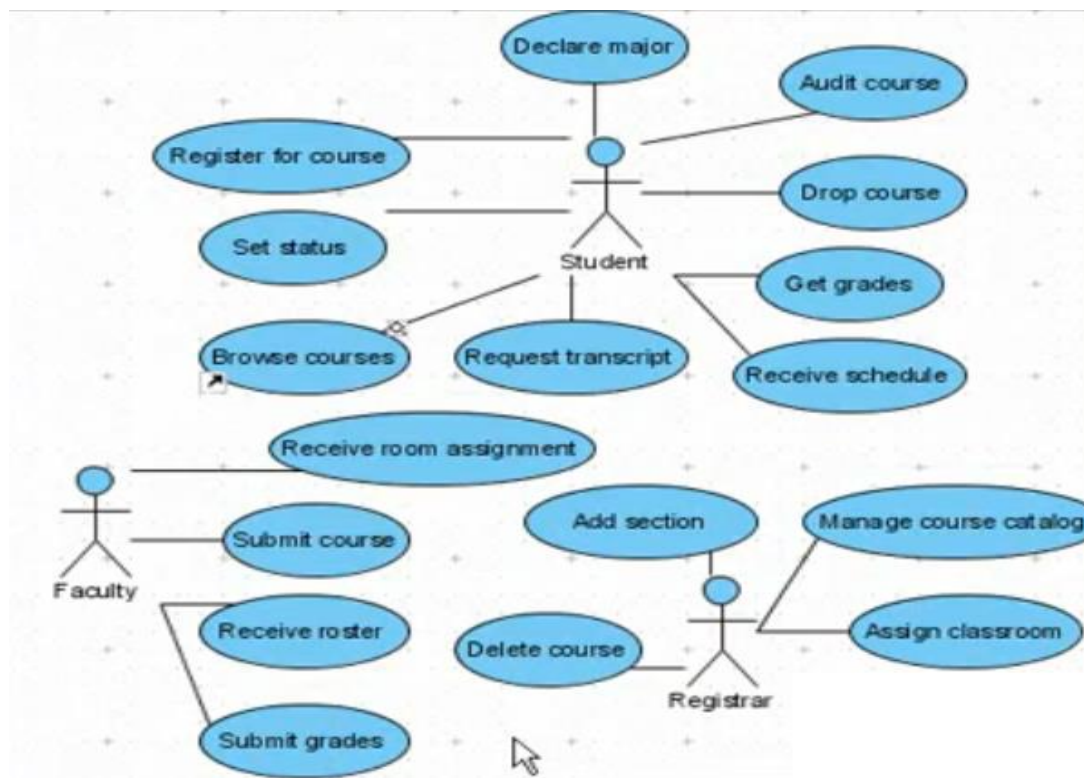 Declare major
Audit course
Register for course
Drop course
Set status
Student
Get grades
Browse courses
Request transcript
Receive schedule
Receive room assignment
Add section
Manage course catalog
Submit course
Faculty
Receive roster
Delete course
Assign classroom
Registrar
Submit grades